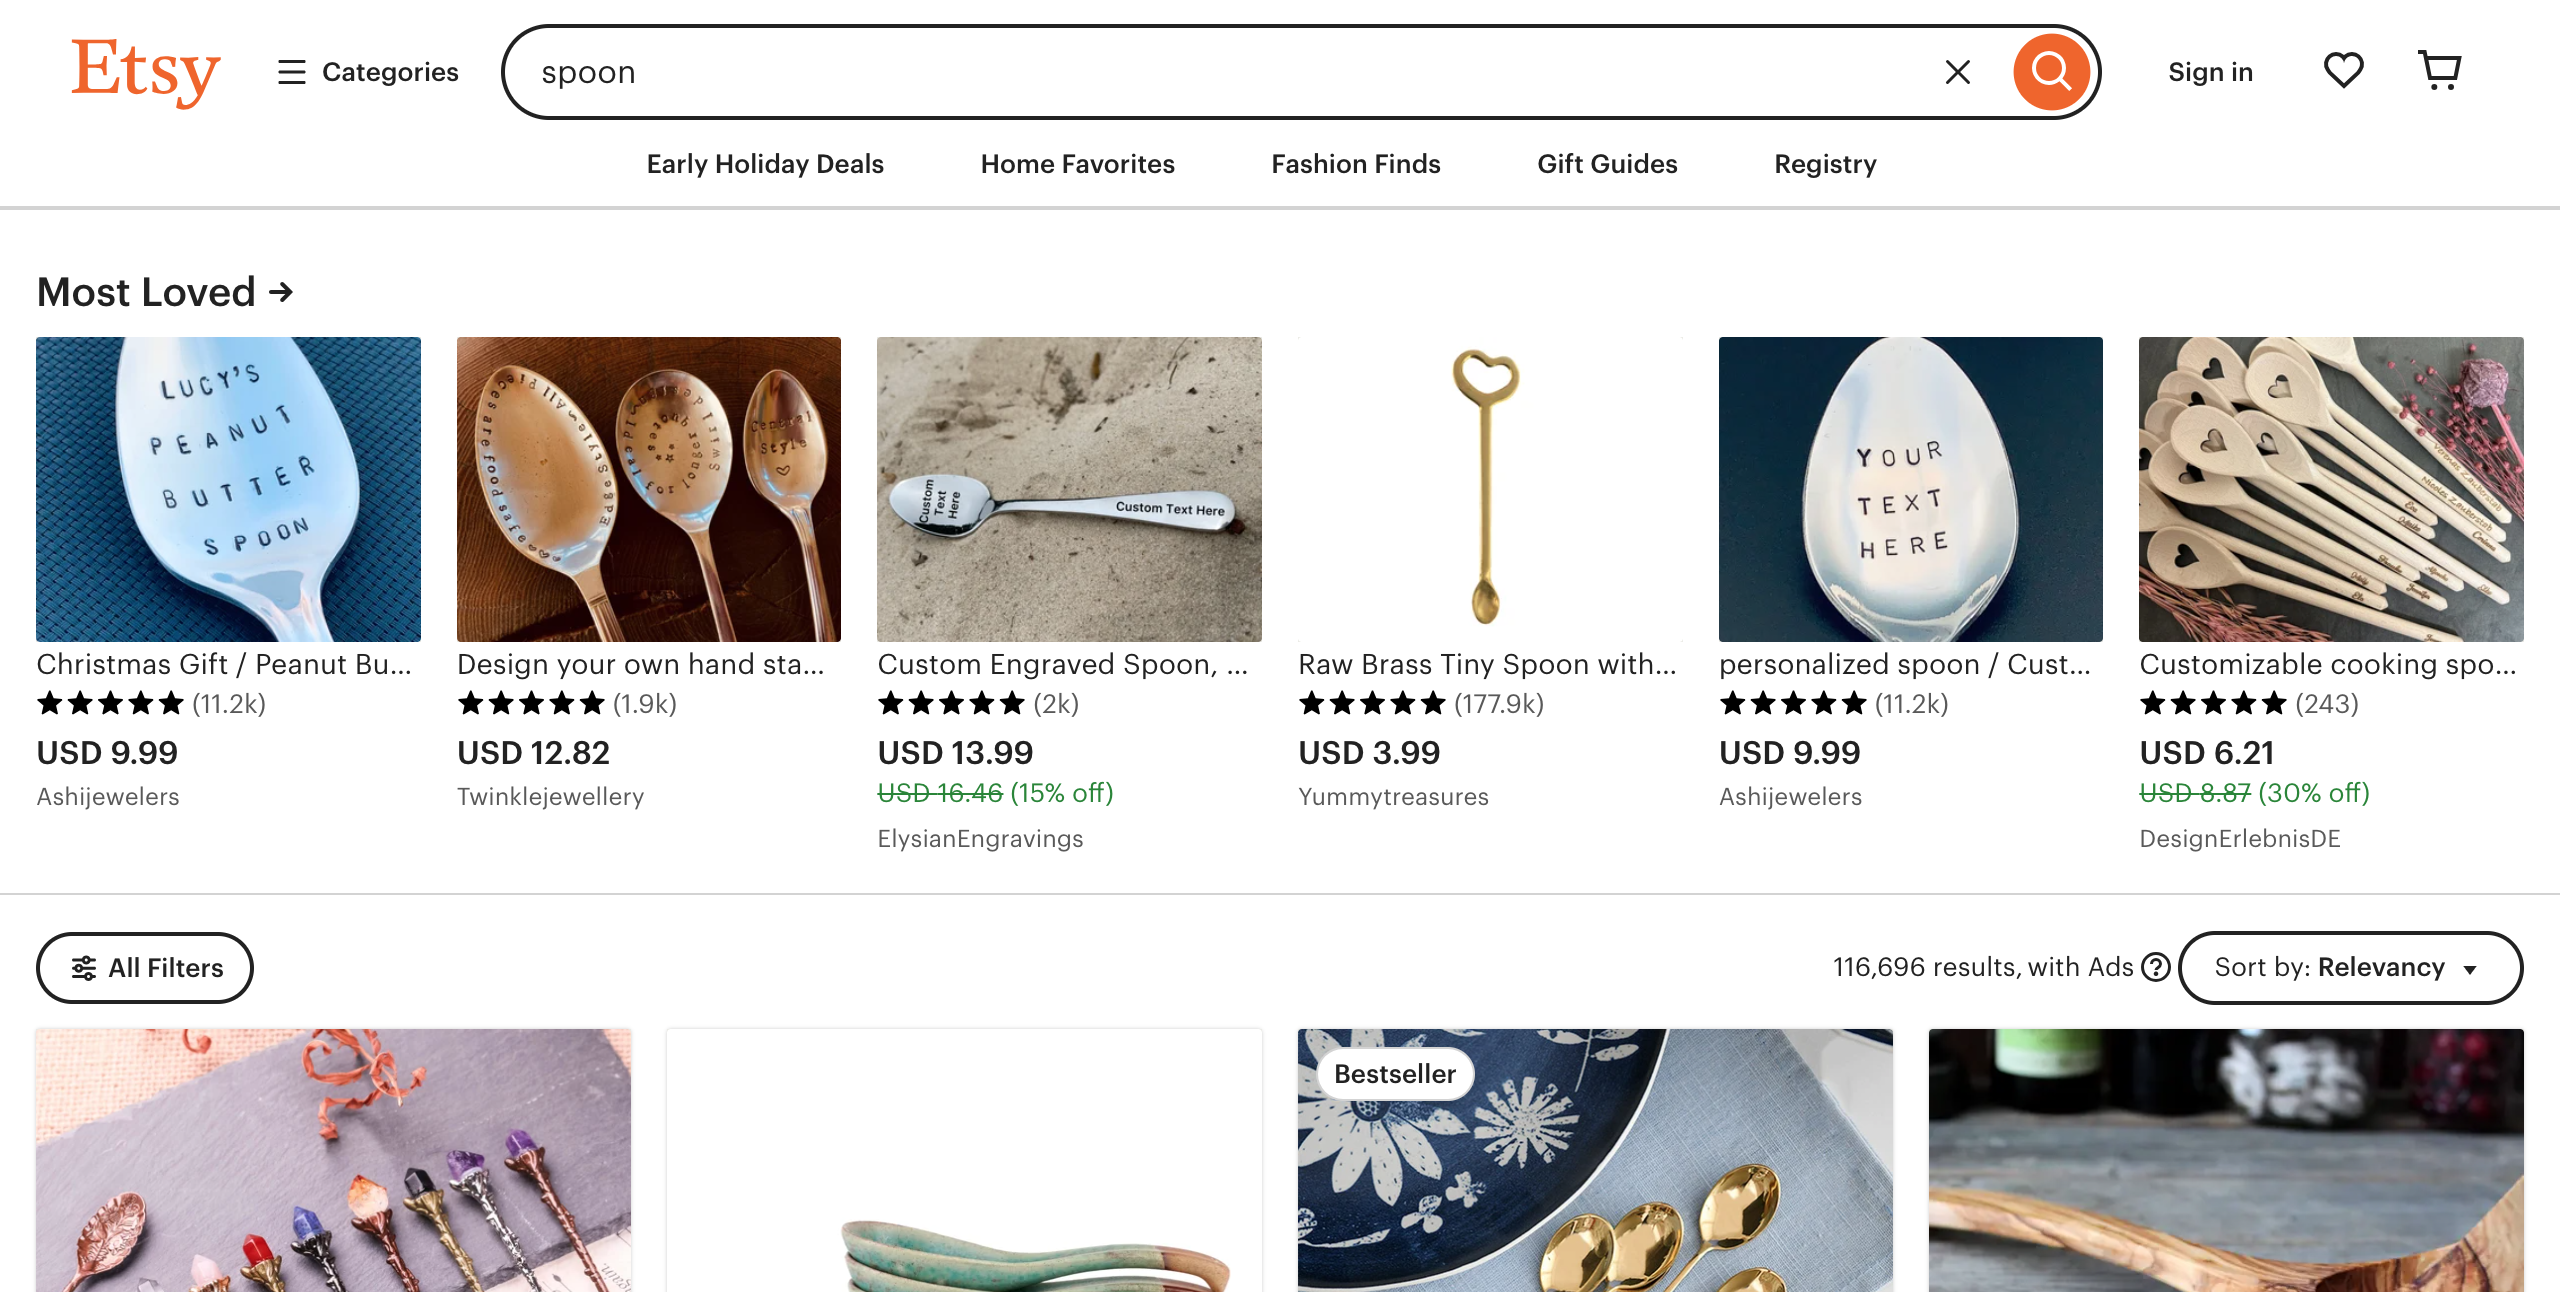 Etsy
Categories
spoon
Sign in
Early Holiday Deals
Home Favorites
Fashion Finds
Gift Guides
Registry
Most Loved →
LUCY'S
PEANUT
BUTTER
SPOON
Christmas Gift / Peanut Bu...
(11.2k)
USD 9.99
Ashijewelers
Central
Style
Design your own hand sta...
(1.9k)
USD 12.82
Twinklejewellery
Custom
Text
Here
Custom Text Here
Custom Engraved Spoon, ...
(2k)
USD 13.99
USD 16.46 (15% off)
ElysianEngravings
Raw Brass Tiny Spoon with...
(177.9k)
USD 3.99
Yummytreasures
YOUR
TEXT
HERE
personalized spoon / Cust...
(11.2k)
USD 9.99
Ashijewelers
Customizable cooking spo...
(243)
USD 6.21
USD 8.87 (30% off)
DesignErlebnisDE
All Filters
116,696 results, with Ads ?
Sort by: Relevancy
Bestseller